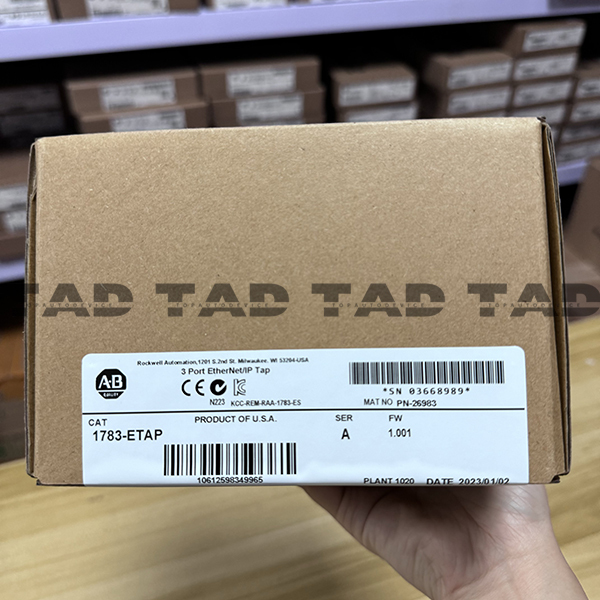 TAD TAD TAD TAD
Rockwell Automation,1201 S.2nd St. Milwaukee, WI 53204-USA
3 Port EtherNet/IP Tap
A·B
CE
N223 KCC-REM-RAA-1783-ES
*SN 03668989*
MAT NO PN-26983
CAT
1783-ETAP
PRODUCT OF U.S.A.
SER
A
FW
1.001
10612598349965
PLANT 1020 DATE 2023/01/02